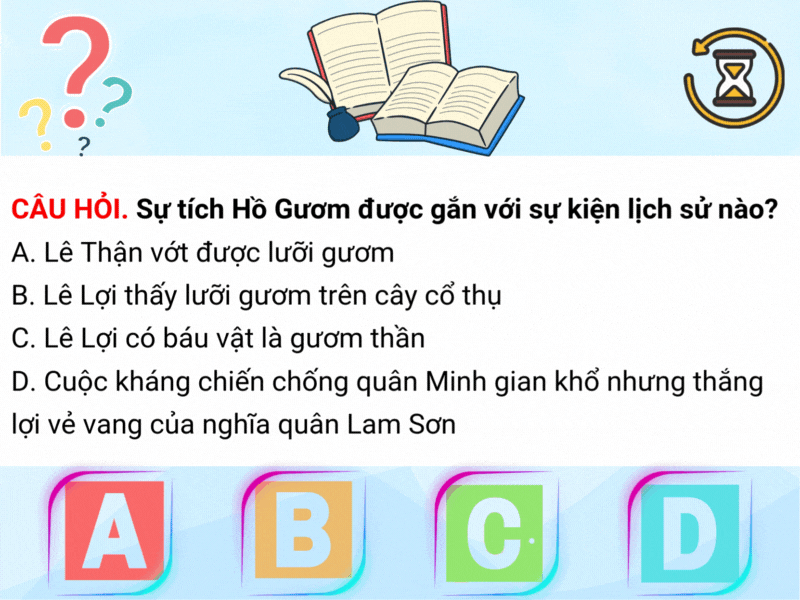 CÂU HỎI. Sự tích Hồ Gươm được gắn với sự kiện lịch sử nào?
A. Lê Thận vớt được lưỡi gươm
B. Lê Lợi thấy lưỡi gươm trên cây cổ thụ
C. Lê Lợi có báu vật là gươm thần
D. Cuộc kháng chiến chống quân Minh gian khổ nhưng thắng
lợi vẻ vang của nghĩa quân Lam Sơn
A B C D